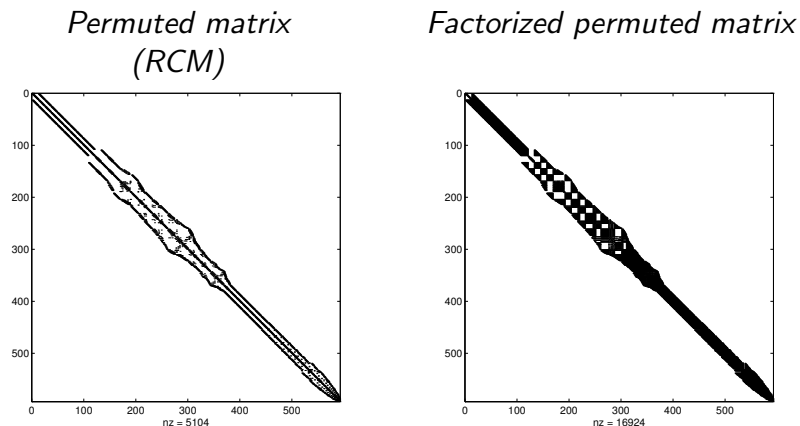 Permuted matrix
(RCM)
0
100
200
300
400
500
0 100 200 300 400 500
nz = 5104
Factorized permuted matrix
0
100
200
300
400
500
0 100 200 300 400 500
nz = 16924